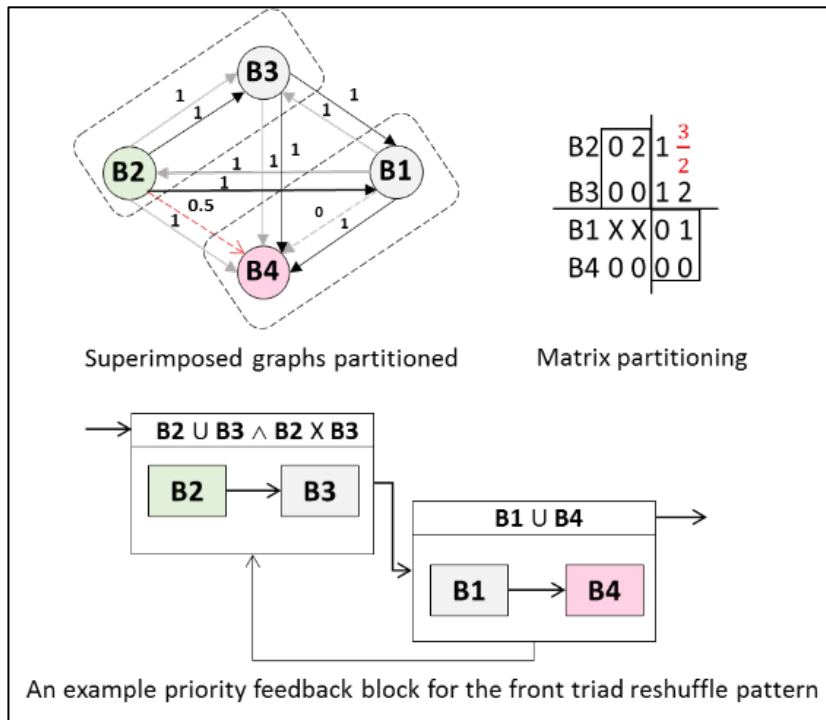 B3
1
1
1
1
B2
1
1
1
1
B1
0.5
0
1
1
B4
Superimposed graphs partitioned
B2 0 2 1 3/2
B3 0 0 1 2
B1 X X 0 1
B4 0 0 0 0
Matrix partitioning
B2 U B3 ∧ B2 X B3
B2
B3
B1 U B4
B1
B4
An example priority feedback block for the front triad reshuffle pattern